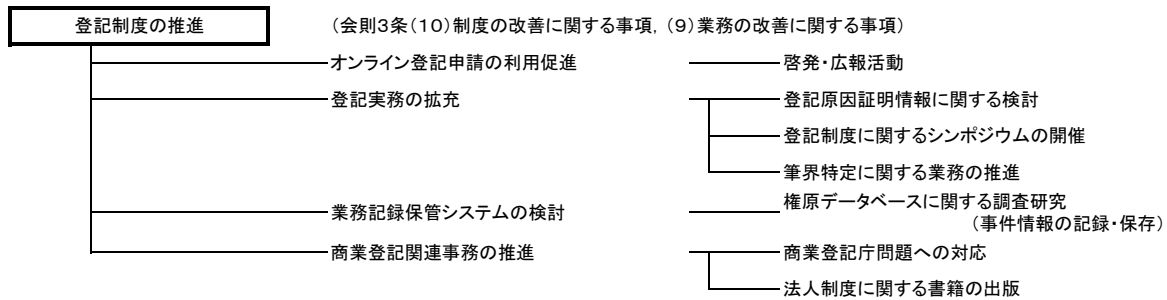 登記制度の推進 (会則3条(10)制度の改善に関する事項, (9)業務の改善に関する事項)
オンライン登記申請の利用促進 啓発・広報活動
登記実務の拡充 登記原因証明情報に関する検討
登記制度に関するシンポジウムの開催
筆界特定に関する業務の推進
業務記録保管システムの検討 権原データベースに関する調査研究
(事件情報の記録・保存)
商業登記関連事務の推進 商業登記庁問題への対応
法人制度に関する書籍の出版